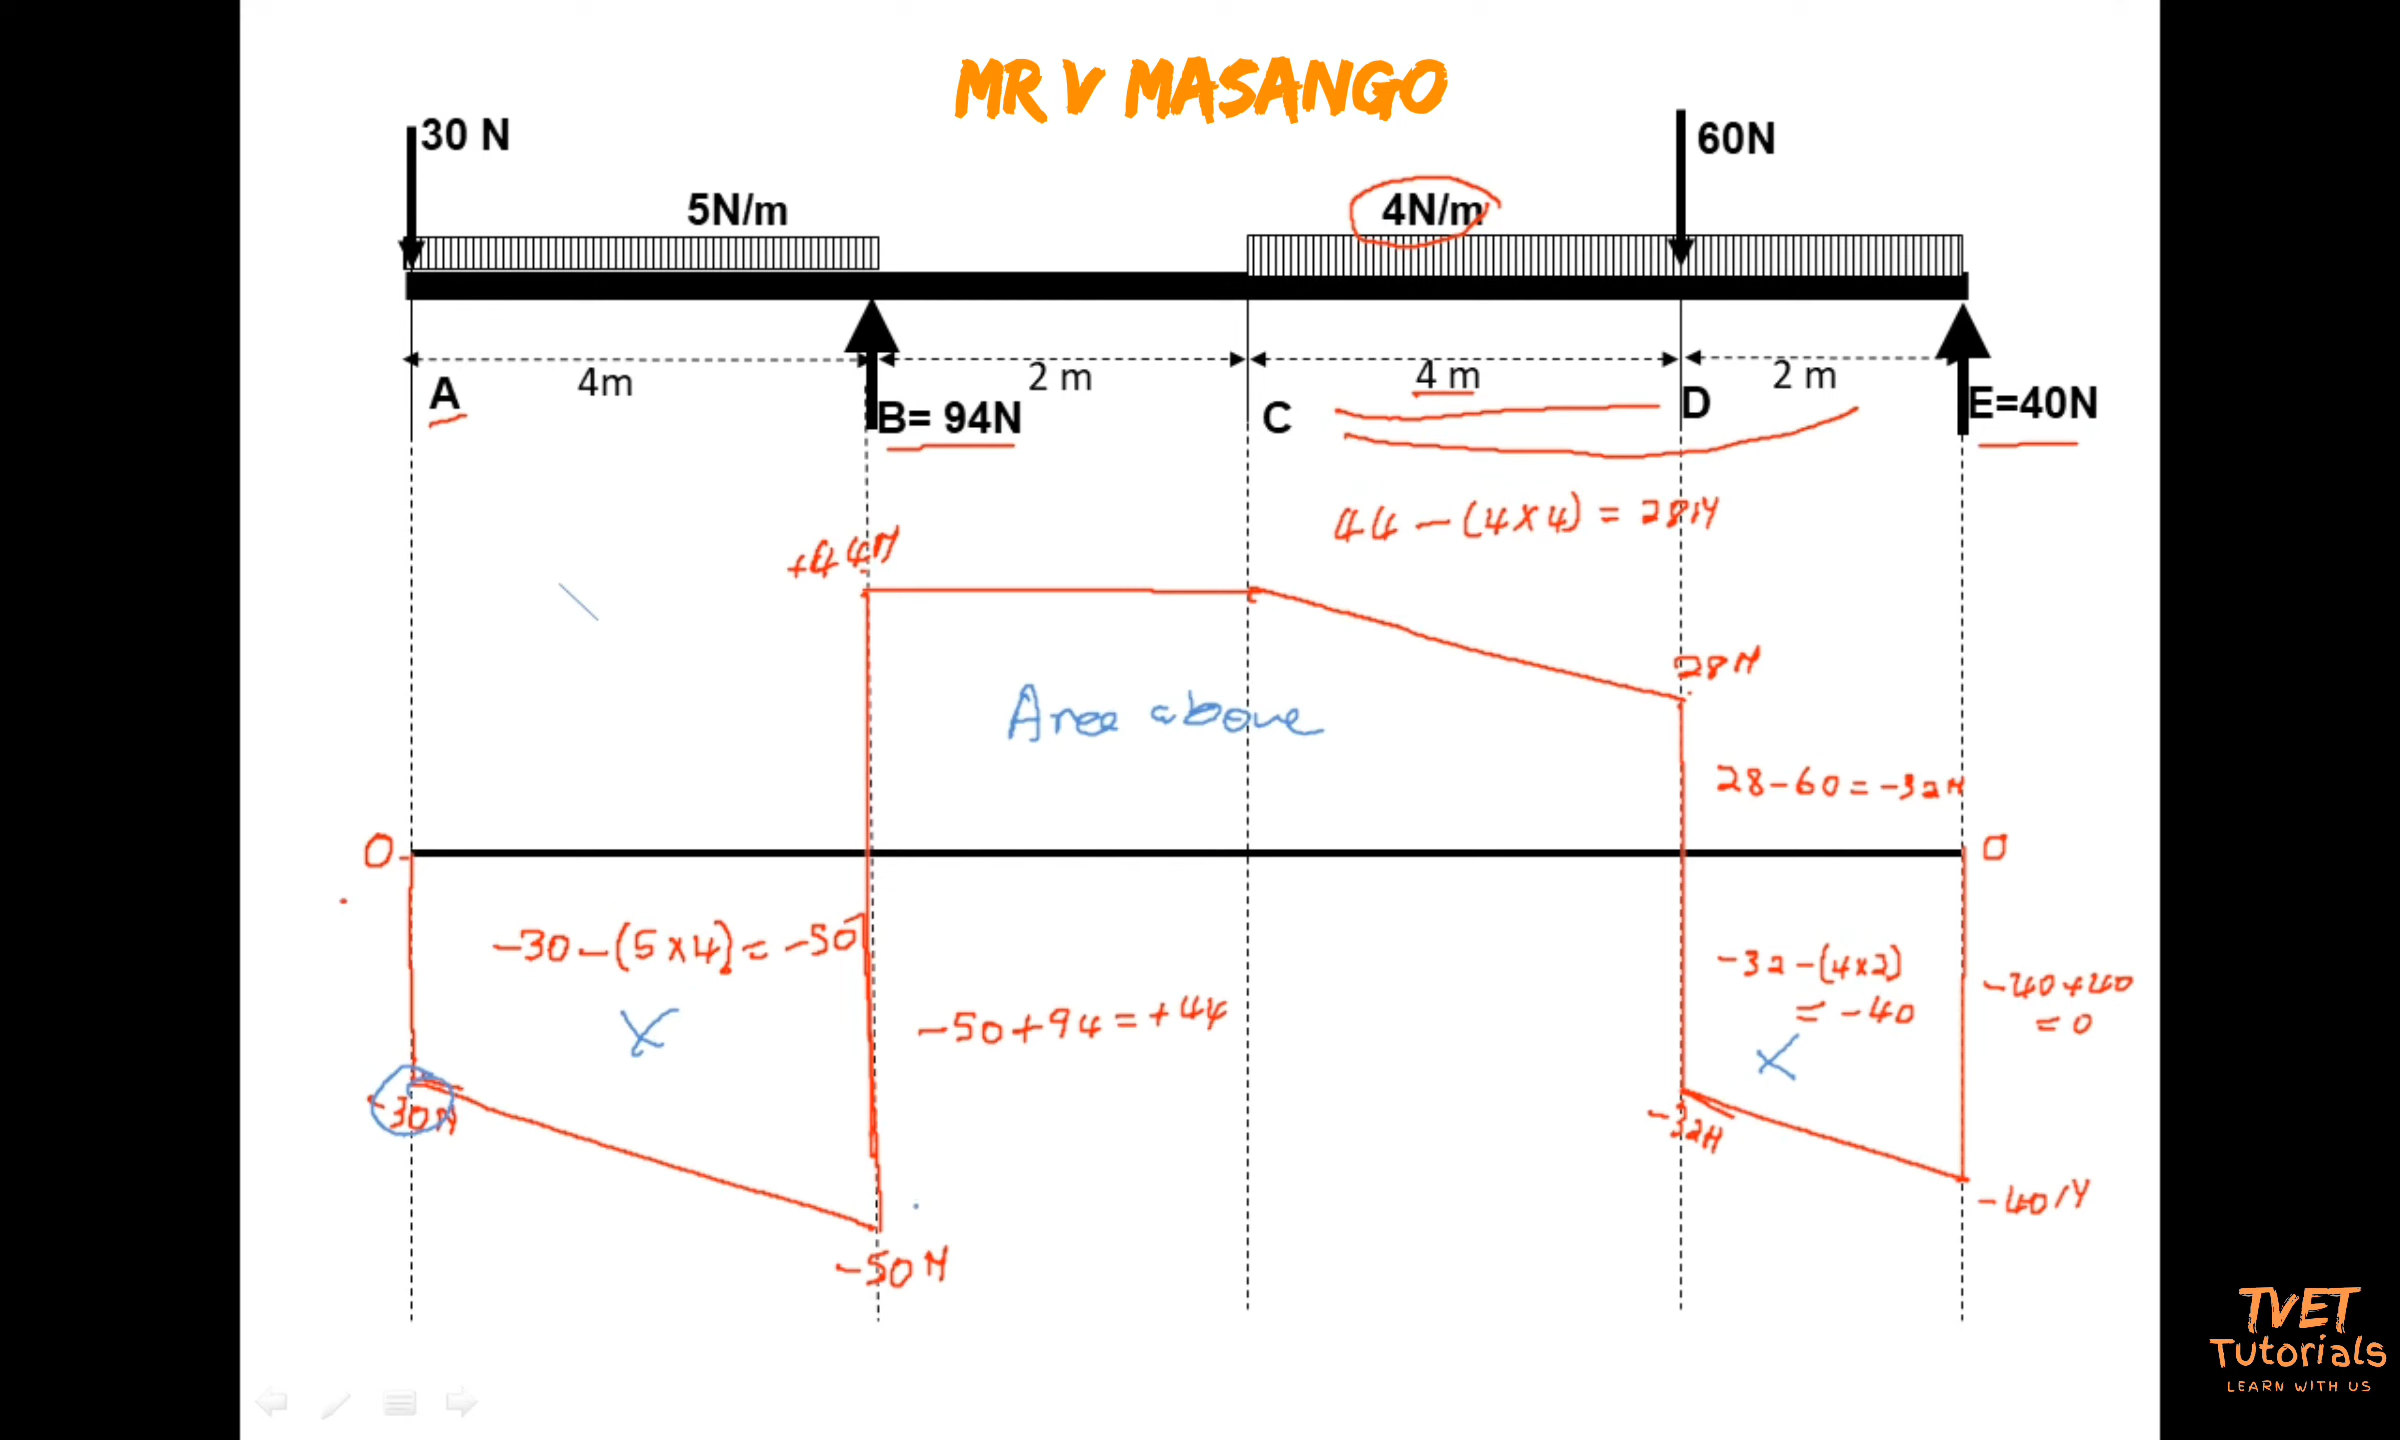 MR V MASANGO
30 N
60N
5N/m
4N/m
4m
2 m
4 m
2 m
A
B= 94N
C
D
E=40N
44-(4×4)=28N
+44N
28N
Area above
28-60=-32N
0
0
-30-(5×4)=-50
-32-(4×2)
=-40
-40+40
=0
-50+94=+44
-30N
-32N
-40N
-50N
TVET
Tutorials
LEARN WITH US